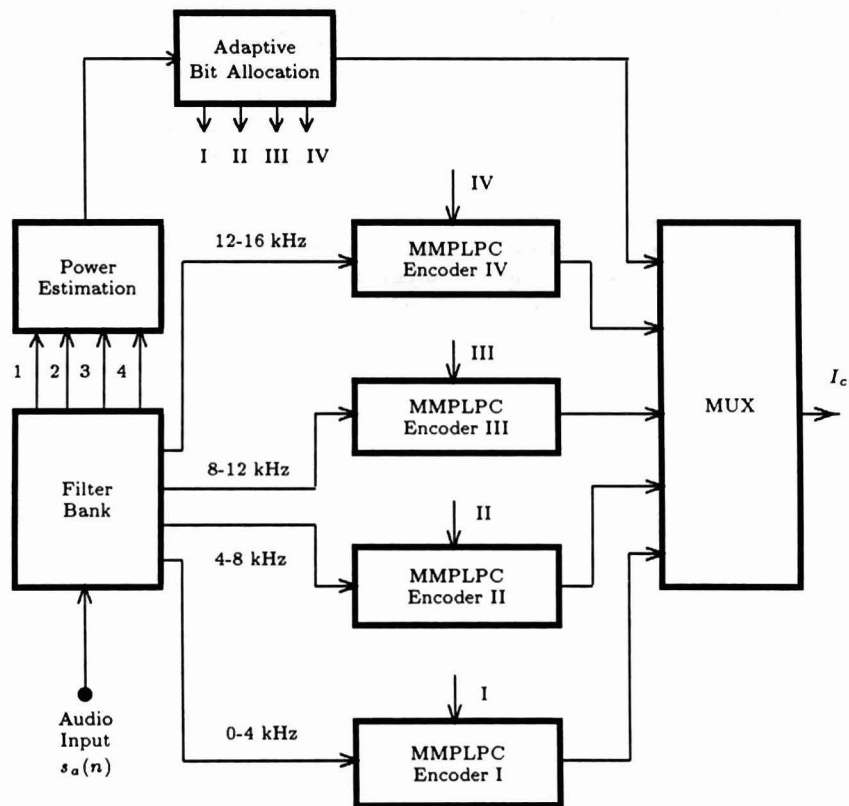 Adaptive
Bit Allocation
I II III IV
IV
12-16 kHz
MMPLPC
Encoder IV
Power
Estimation
1 2 3 4
III
MMPLPC
Encoder III
MUX
I_c
8-12 kHz
Filter
Bank
II
4-8 kHz
MMPLPC
Encoder II
I
Audio
Input
s_a(n)
0-4 kHz
MMPLPC
Encoder I